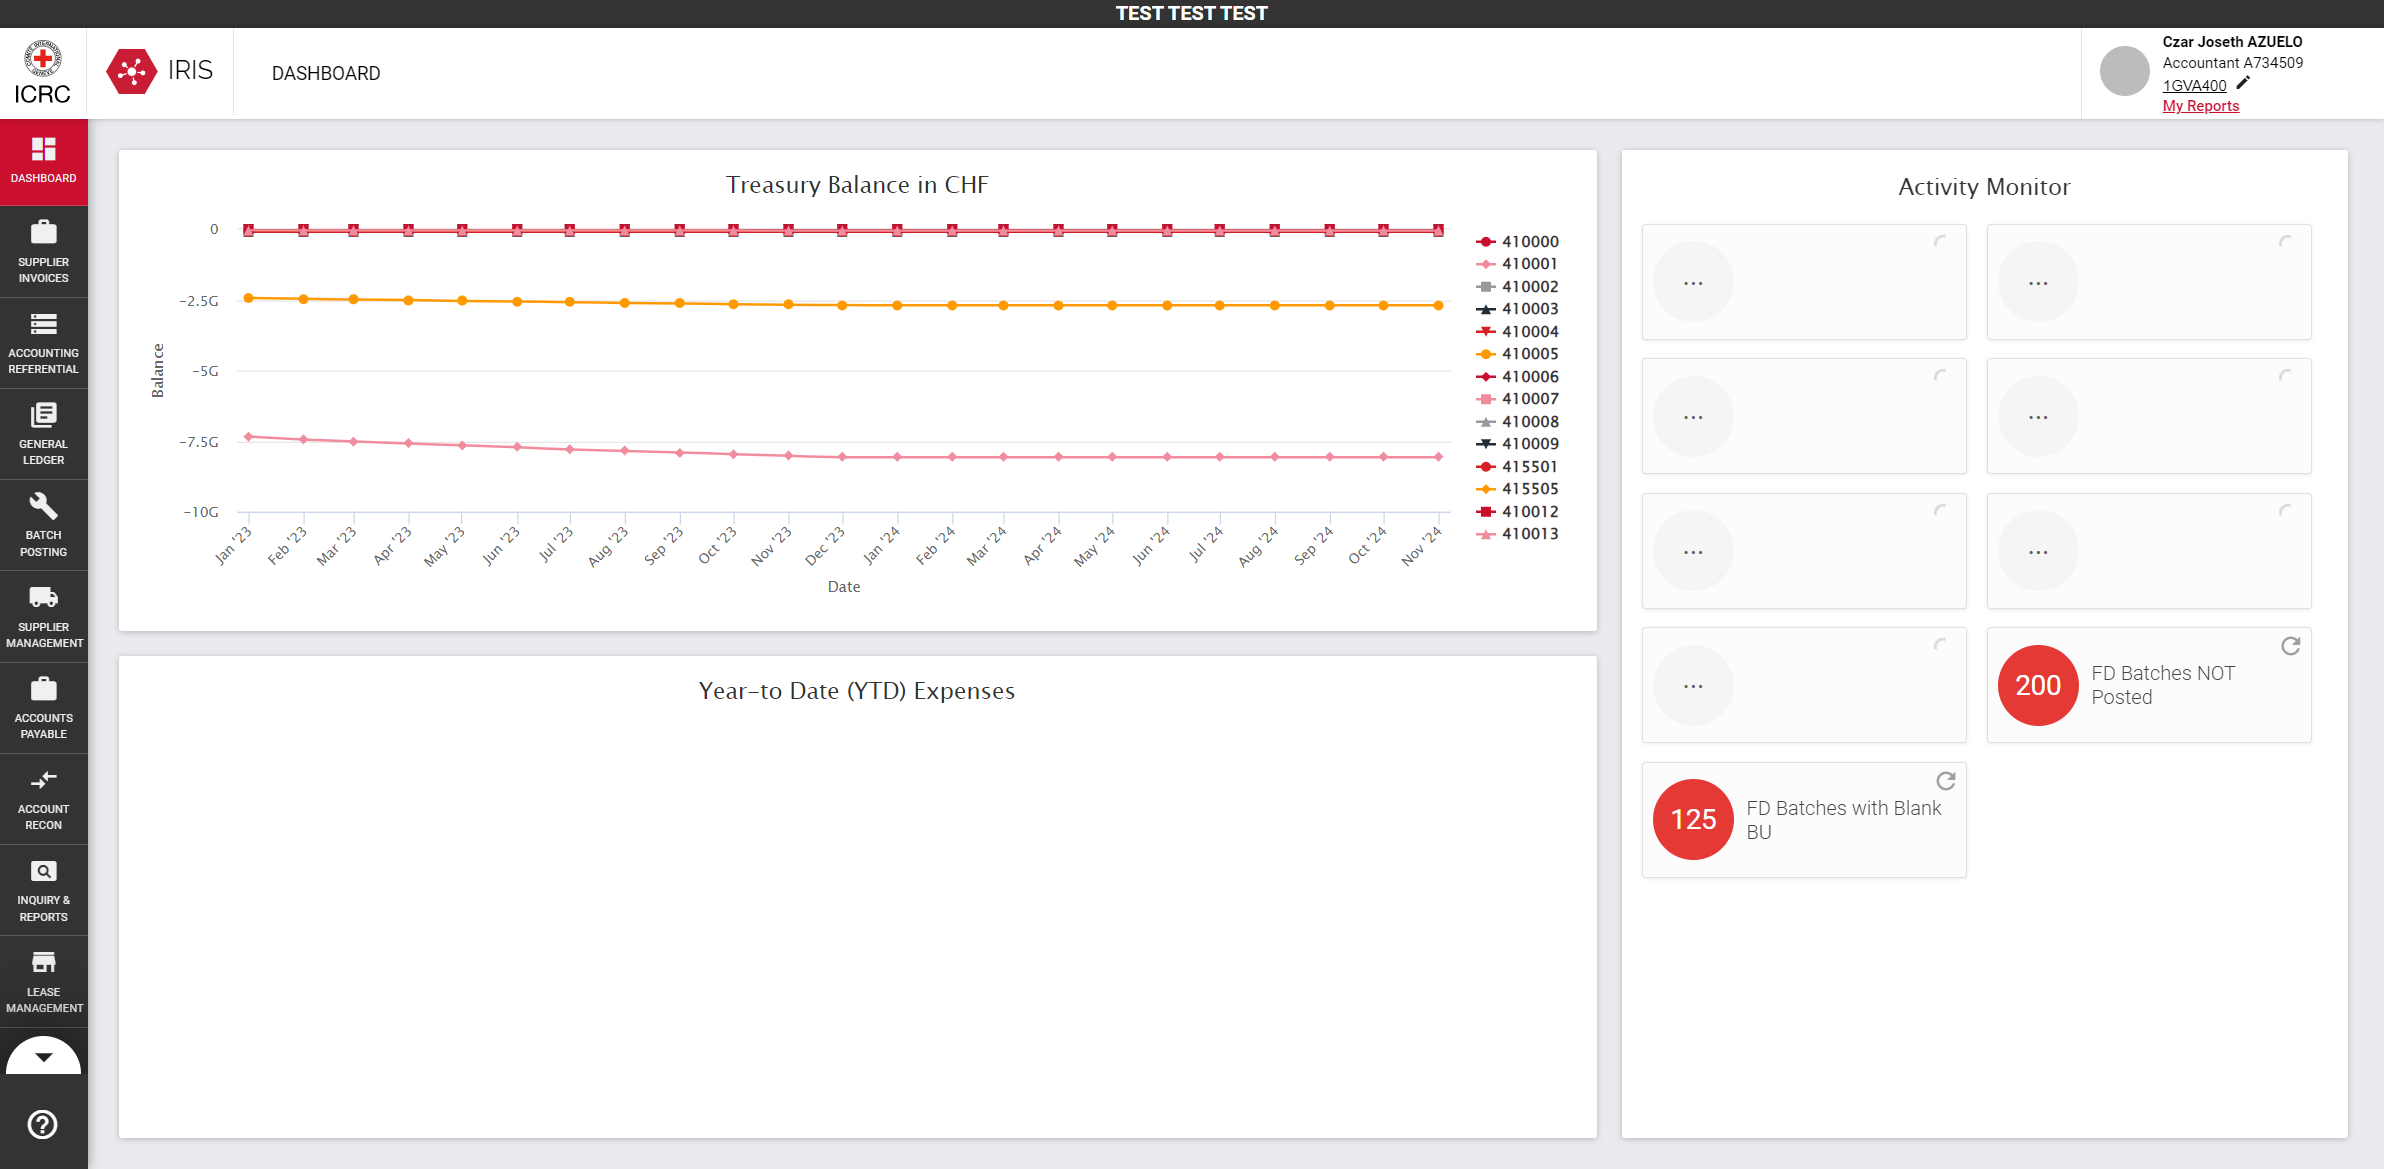 TEST TEST TEST
ICRC
IRIS
DASHBOARD
Czar Joseth AZUELO
Accountant A734509
1GVA400
My Reports
DASHBOARD
SUPPLIER
INVOICES
ACCOUNTING
REFERENTIAL
GENERAL
LEDGER
BATCH
POSTING
SUPPLIER
MANAGEMENT
ACCOUNTS
PAYABLE
ACCOUNT
RECON
INQUIRY &
REPORTS
LEASE
MANAGEMENT
Treasury Balance in CHF
Balance
0
−2.5G
−5G
−7.5G
−10G
Jan '23
Feb '23
Mar '23
Apr '23
May '23
Jun '23
Jul '23
Aug '23
Sep '23
Oct '23
Nov '23
Dec '23
Jan '24
Feb '24
Mar '24
Apr '24
May '24
Jun '24
Jul '24
Aug '24
Sep '24
Oct '24
Nov '24
Date
410000
410001
410002
410003
410004
410005
410006
410007
410008
410009
415501
415505
410012
410013
Year-to Date (YTD) Expenses
Activity Monitor
...
...
...
...
...
...
...
200
FD Batches NOT
Posted
125
FD Batches with Blank
BU